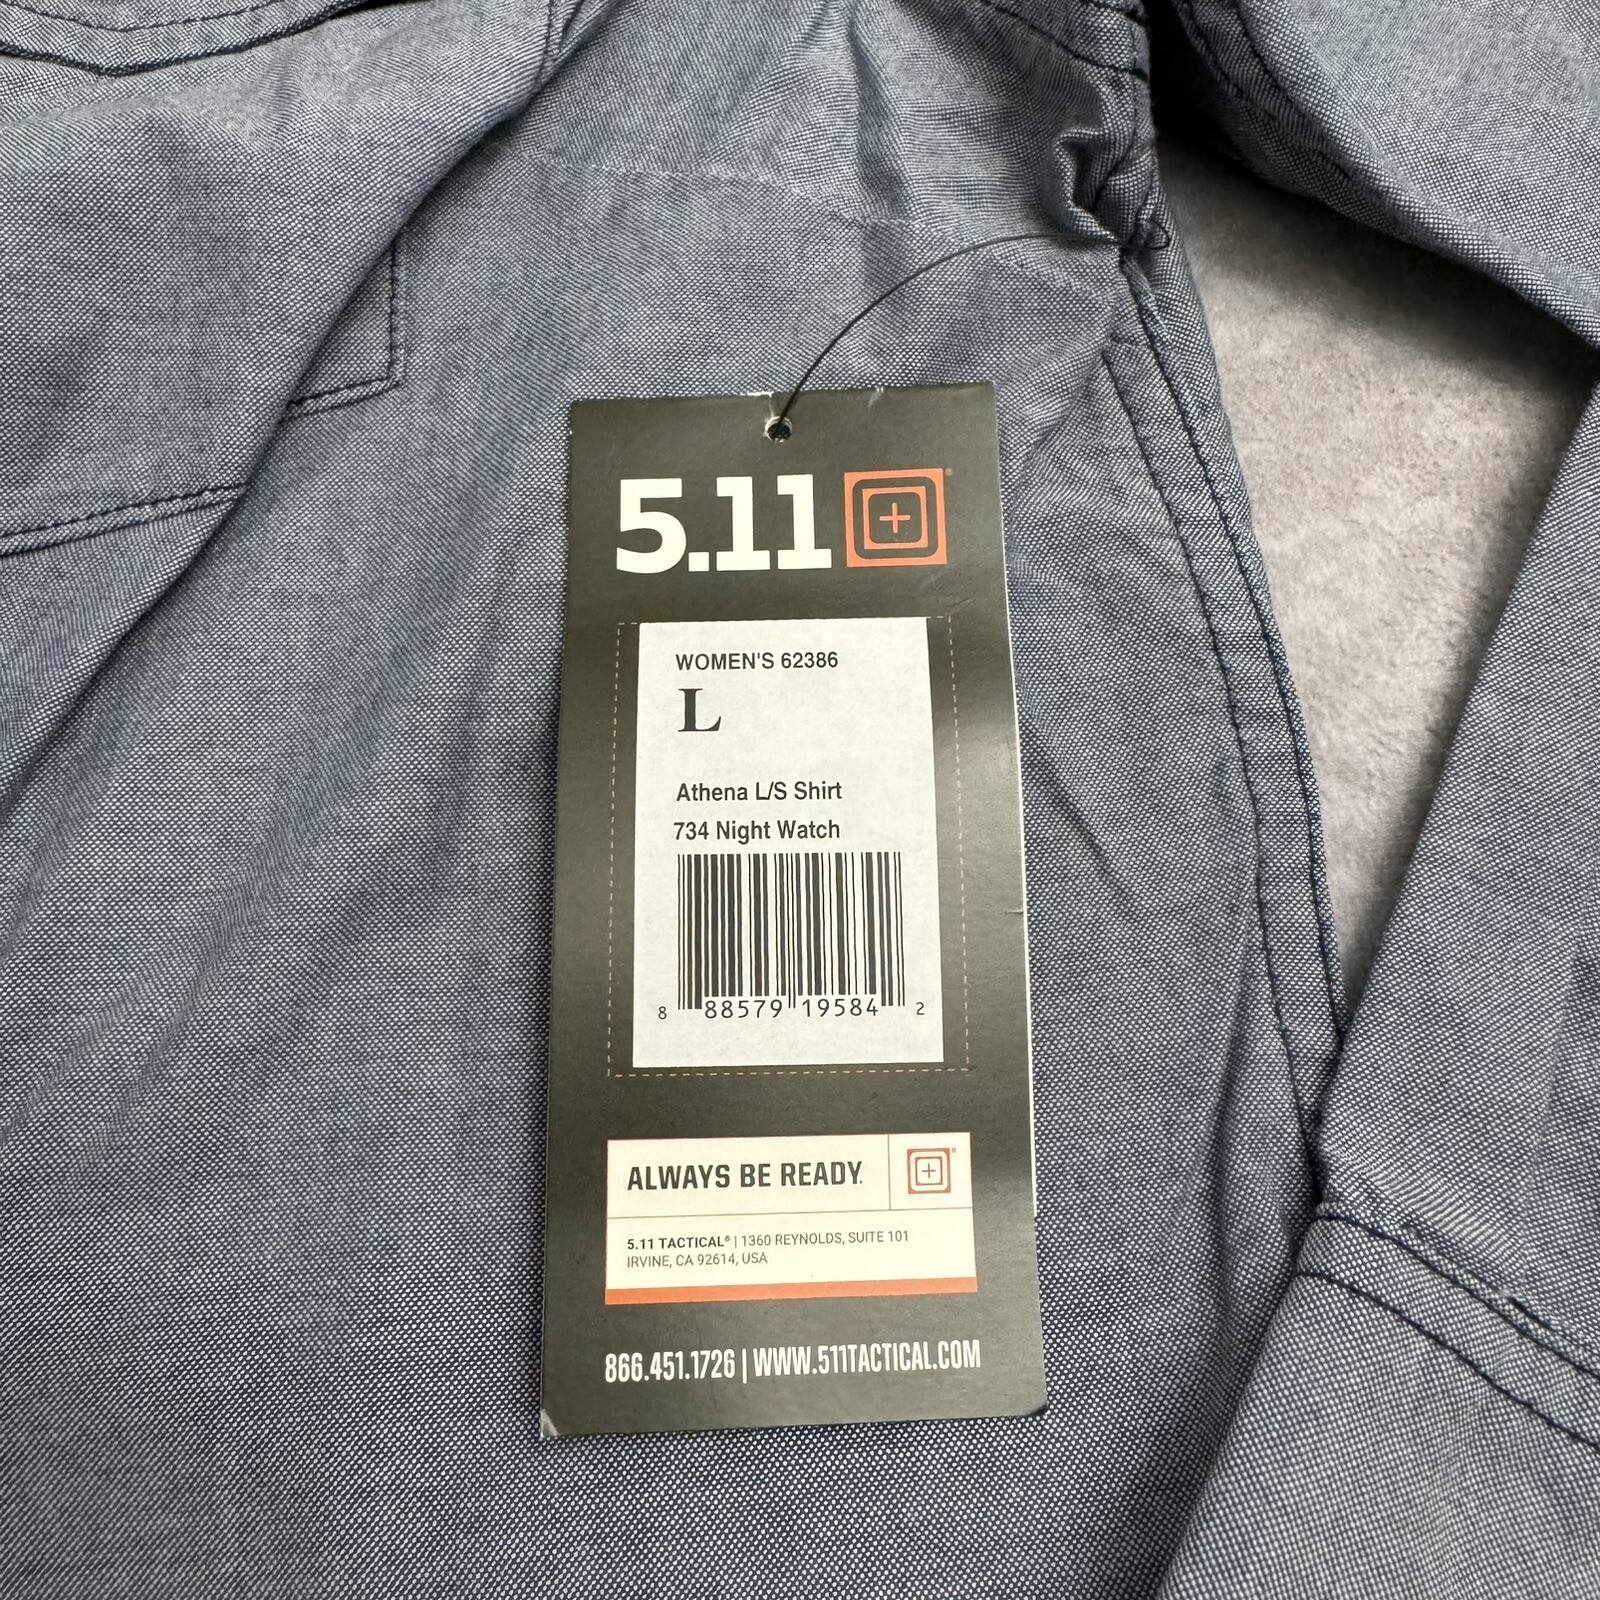 5.11
WOMEN'S 62386
L
Athena L/S Shirt
734 Night Watch
8 88579 19584 2
ALWAYS BE READY.
5.11 TACTICAL® | 1360 REYNOLDS, SUITE 101
IRVINE, CA 92614, USA
866.451.1726 | WWW.511TACTICAL.COM